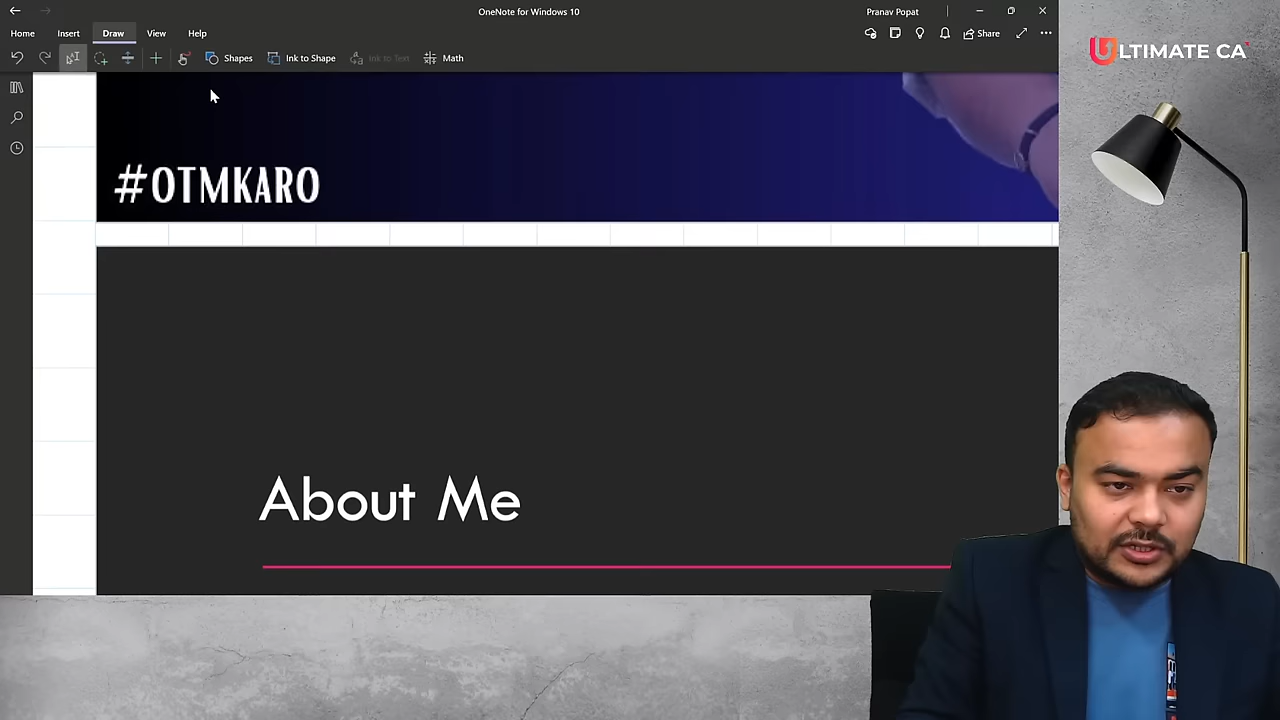 OneNote for Windows 10
Pranav Popat
Home Insert Draw View Help
Share
Shapes Ink to Shape Ink to Text Math
ULTIMATE CA
#OTMKARO
About Me